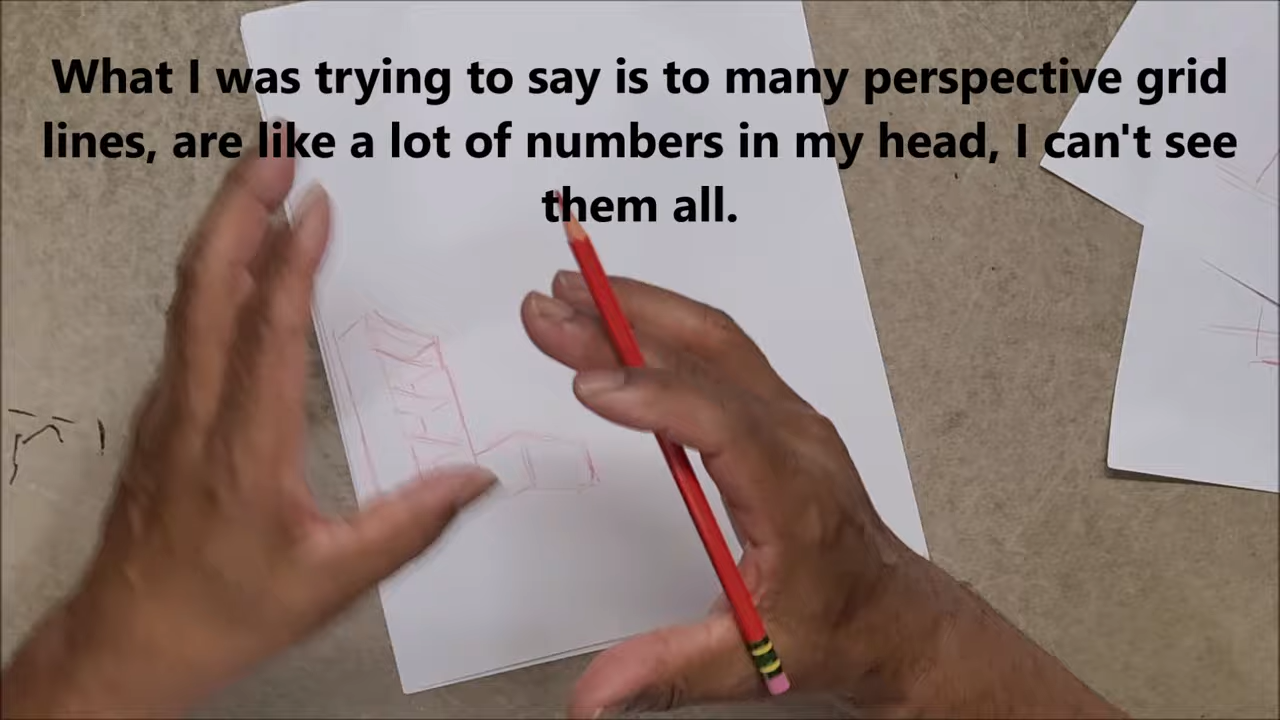 What I was trying to say is to many perspective grid
lines, are like a lot of numbers in my head, I can't see
them all.